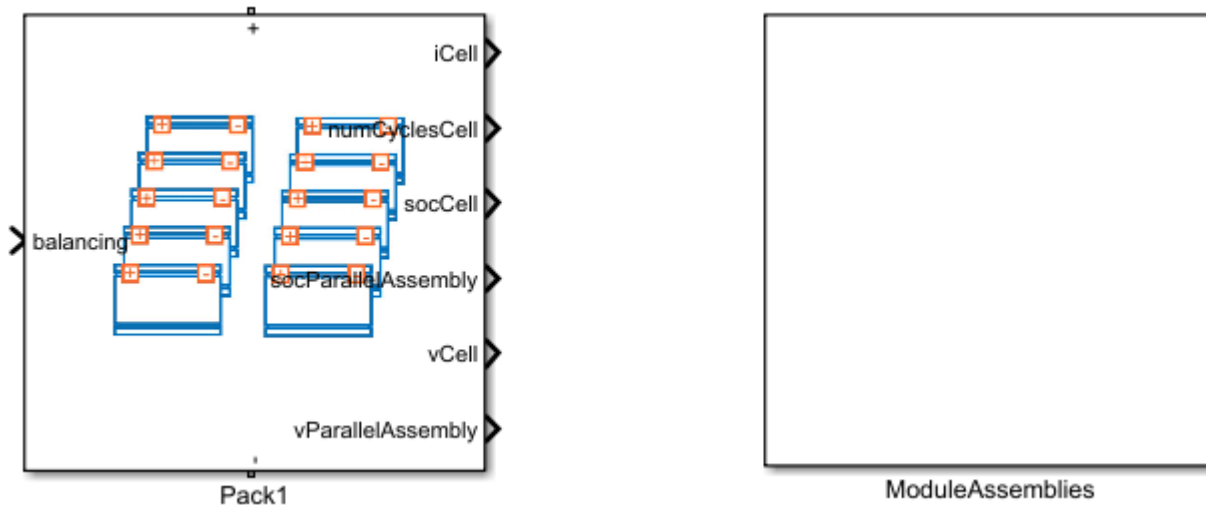 +
iCell
numCyclesCell
socCell
balancing
socParallelAssembly
vCell
vParallelAssembly
-
Pack1
ModuleAssemblies